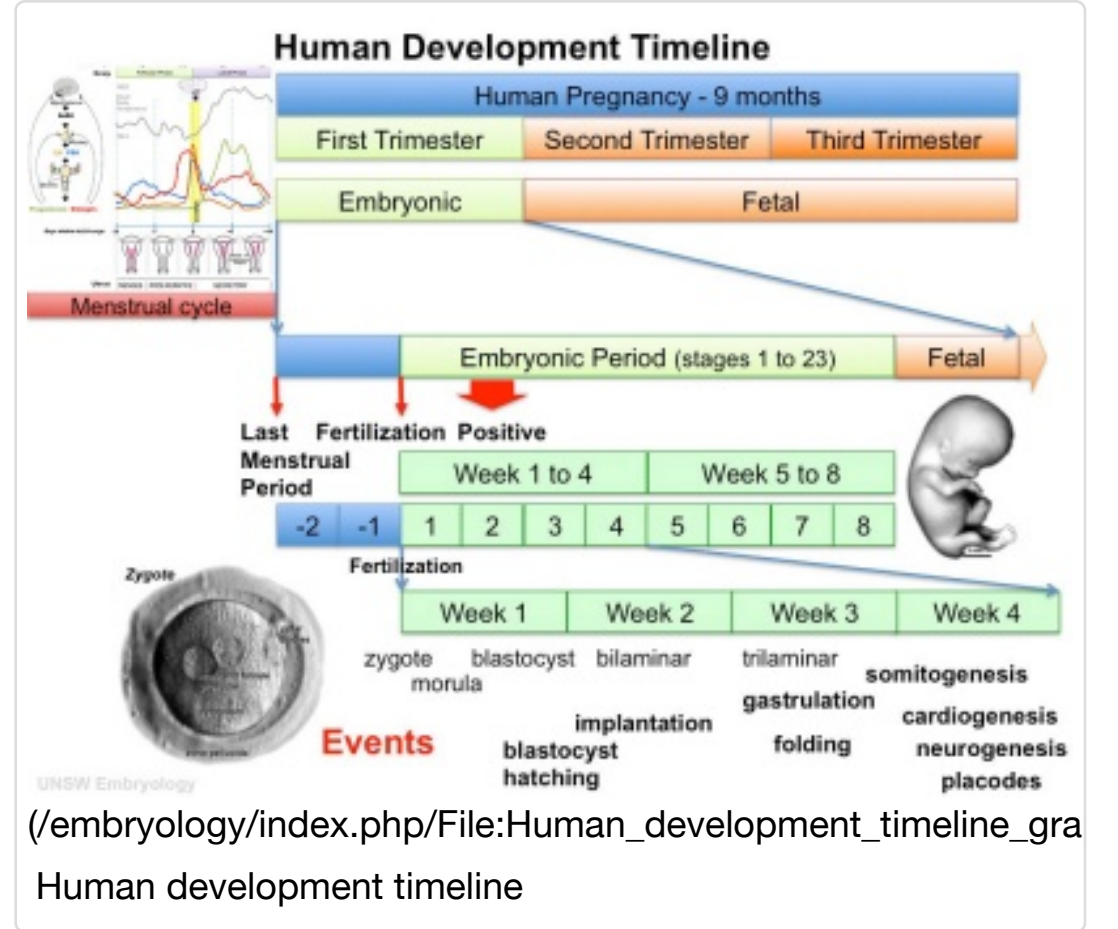 Human Development Timeline
Human Pregnancy - 9 months
First Trimester Second Trimester Third Trimester
Embryonic Fetal
Menstrual cycle
Embryonic Period (stages 1 to 23) Fetal
Last Fertilization Positive
Menstrual
Period
Week 1 to 4 Week 5 to 8
-2 -1 1 2 3 4 5 6 7 8
Fertilization
Zygote
Week 1 Week 2 Week 3 Week 4
zygote blastocyst bilaminar trilaminar
morula
somitogenesis
gastrulation
implantation
cardiogenesis
Events
folding
blastocyst
neurogenesis
hatching
placodes
UNSW Embryology
(/embryology/index.php/File:Human_development_timeline_gra
Human development timeline